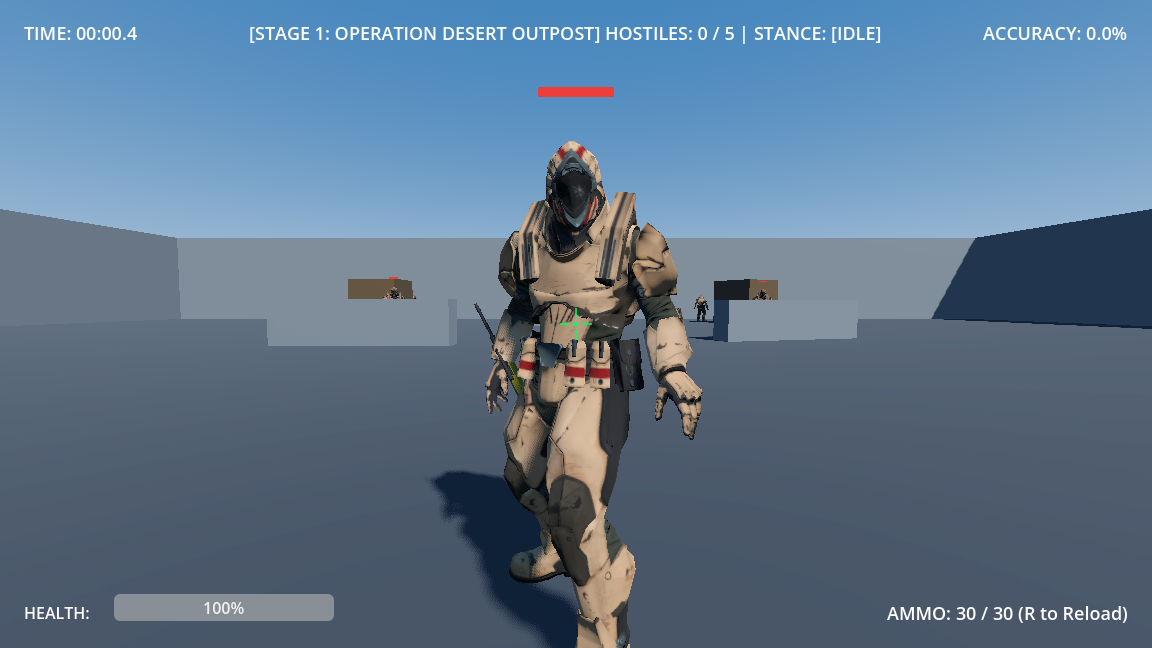 TIME: 00:00.4
[STAGE 1: OPERATION DESERT OUTPOST] HOSTILES: 0 / 5 | STANCE: [IDLE]
ACCURACY: 0.0%
HEALTH:
100%
AMMO: 30 / 30 (R to Reload)